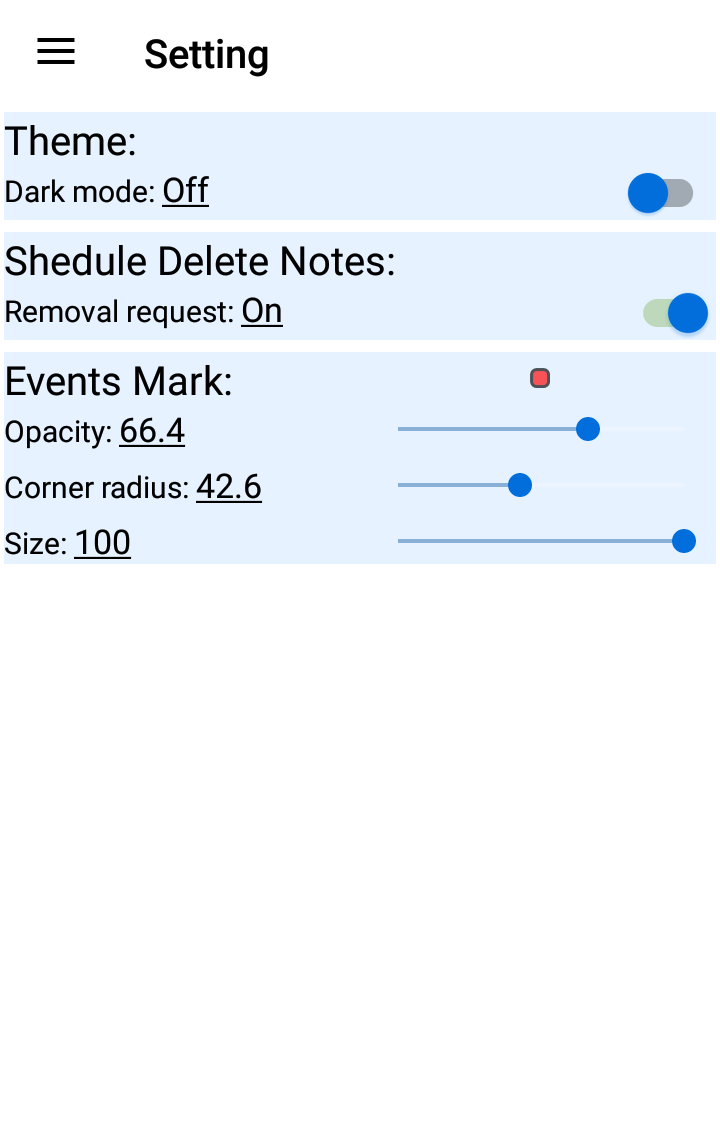 Setting
Theme:
Dark mode: Off
Shedule Delete Notes:
Removal request: On
Events Mark:
Opacity: 66.4
Corner radius: 42.6
Size: 100